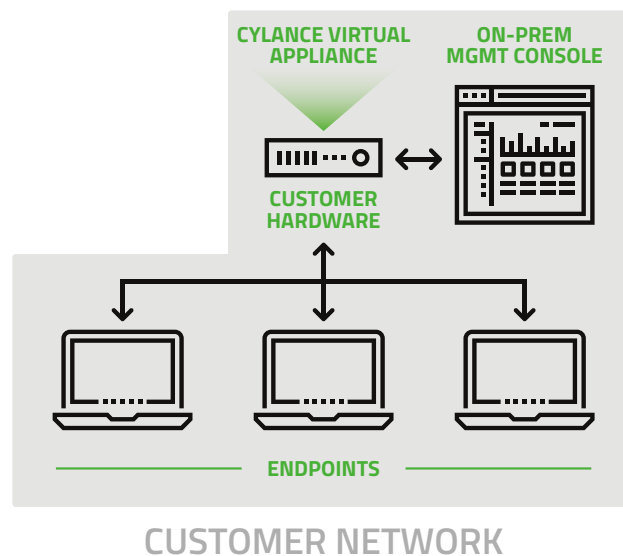 CYLANCE VIRTUAL
APPLIANCE
ON-PREM
MGMT CONSOLE
CUSTOMER
HARDWARE
ENDPOINTS
CUSTOMER NETWORK